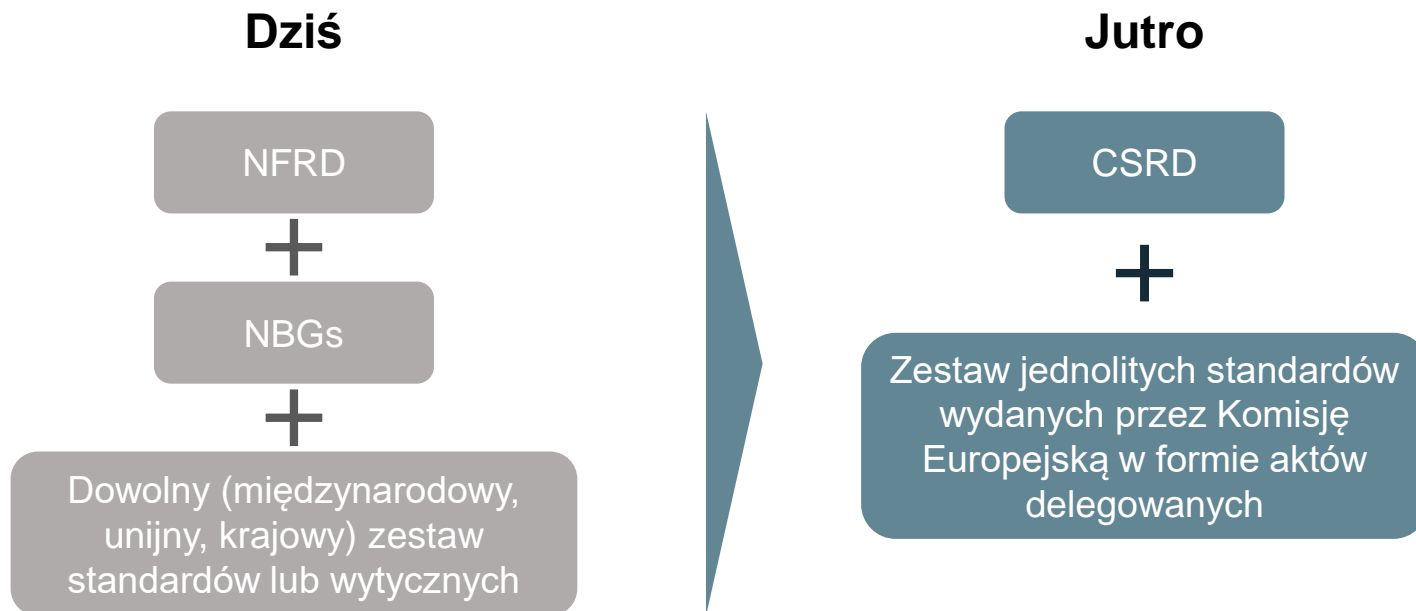 Dziś
NFRD
NBGs
Dowolny (międzynarodowy,
unijny, krajowy) zestaw
standardów lub wytycznych
Jutro
CSRD
Zestaw jednolitych standardów
wydanych przez Komisję
Europejską w formie aktów
delegowanych